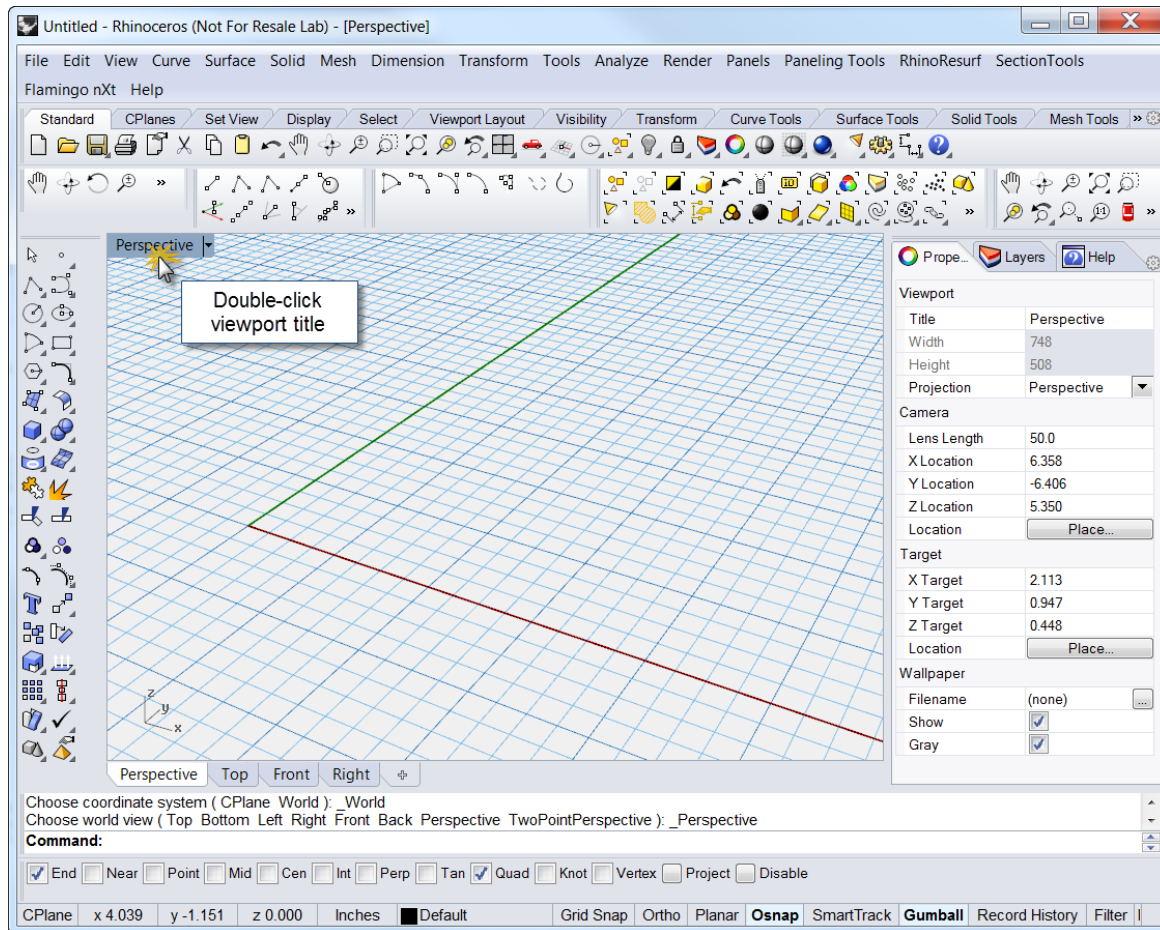 Untitled - Rhinoceros (Not For Resale Lab) - [Perspective]
File Edit View Curve Surface Solid Mesh Dimension Transform Tools Analyze Render Panels Paneling Tools RhinoResurf SectionTools
Flamingo nXt Help
Standard CPlanes Set View Display Select Viewport Layout Visibility Transform Curve Tools Surface Tools Solid Tools Mesh Tools »
Perspective
Double-click
viewport title
Prope... Layers Help
Viewport
Title Perspective
Width 748
Height 508
Projection Perspective
Camera
Lens Length 50.0
X Location 6.358
Y Location -6.406
Z Location 5.350
Location Place...
Target
X Target 2.113
Y Target 0.947
Z Target 0.448
Location Place...
Wallpaper
Filename (none) ...
Show
Gray
z
y
x
Perspective Top Front Right
Choose coordinate system ( CPlane World ): _World
Choose world view ( Top Bottom Left Right Front Back Perspective TwoPointPerspective ): _Perspective
Command:
End Near Point Mid Cen Int Perp Tan Quad Knot Vertex Project Disable
CPlane x 4.039 y -1.151 z 0.000 Inches Default Grid Snap Ortho Planar Osnap SmartTrack Gumball Record History Filter